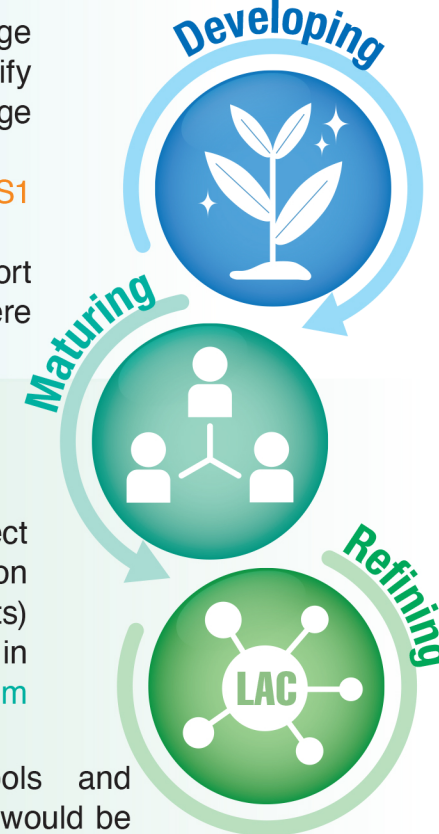 Developing
ge
ify
ge
S1
ort
ere
Maturing
ect
on
ts)
in
m
Refining
LAC
ols and
would be